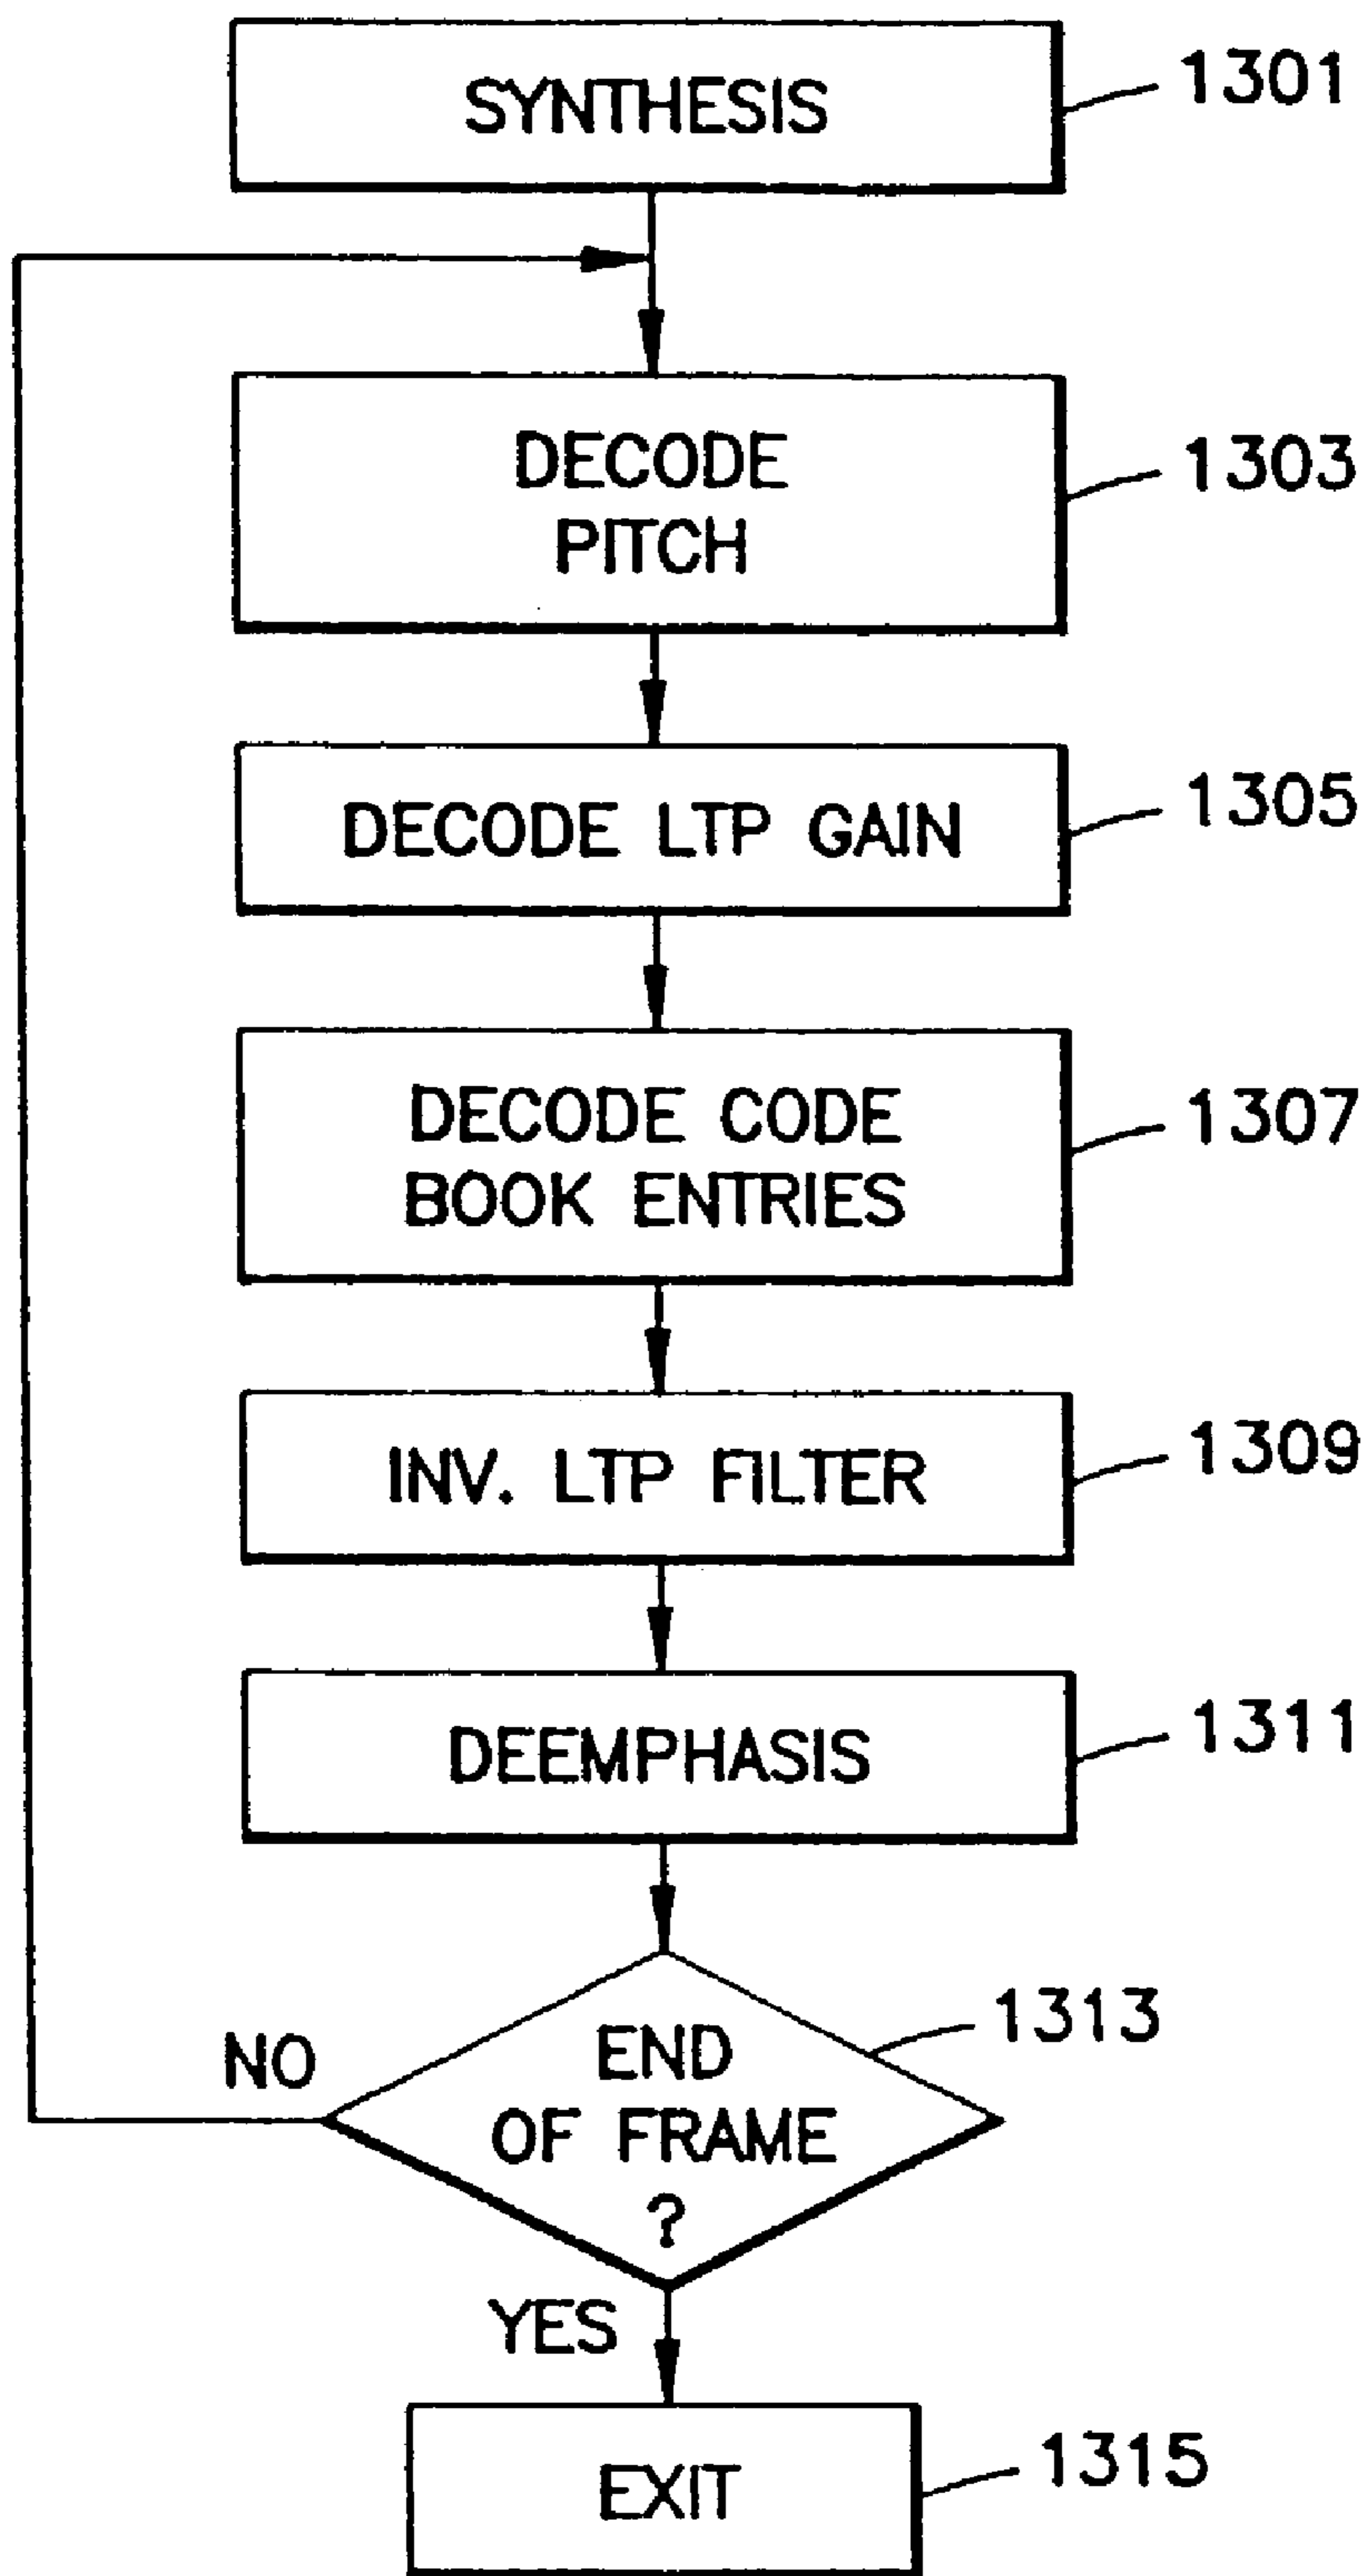 SYNTHESIS
1301
DECODE
PITCH
1303
DECODE LTP GAIN
1305
DECODE CODE
BOOK ENTRIES
1307
INV. LTP FILTER
1309
DEEMPHASIS
1311
END
OF FRAME
?
1313
NO
YES
EXIT
1315